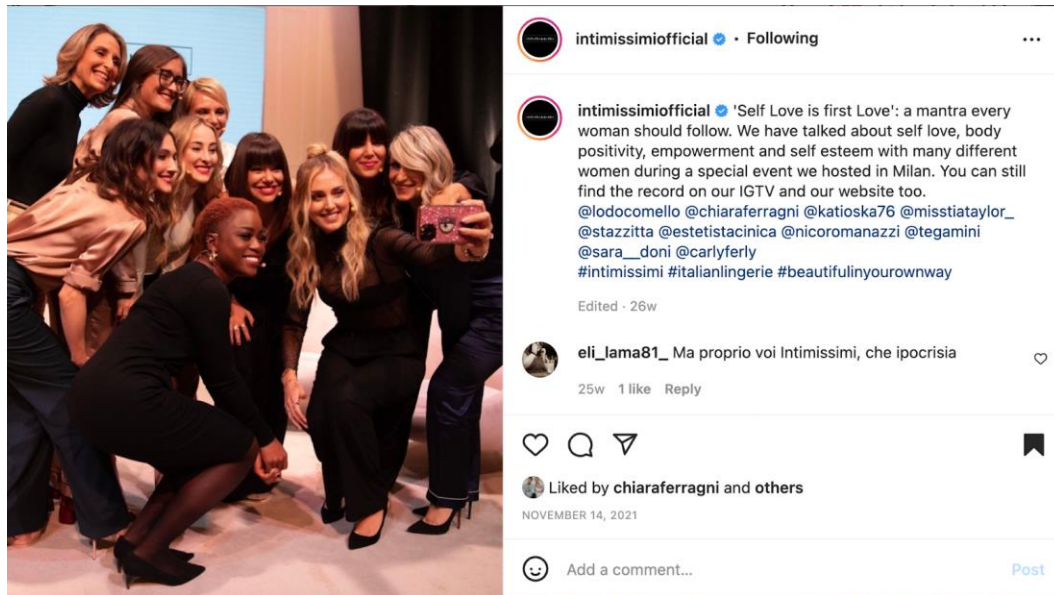 intimissimiofficial • Following
intimissimiofficial 'Self Love is first Love': a mantra every
woman should follow. We have talked about self love, body
positivity, empowerment and self esteem with many different
women during a special event we hosted in Milan. You can still
find the record on our IGTV and our website too.
@lodocomello @chiaraferragni @katioska76 @misstiataylor_
@stazzitta @estetistacinica @nicoromanazzi @tegamini
@sara__doni @carlyferly
#intimissimi #italianlingerie #beautifulinyourownway
Edited · 26w
eli_lama81_ Ma proprio voi Intimissimi, che ipocrisia
25w 1 like Reply
Liked by chiaraferragni and others
NOVEMBER 14, 2021
Add a comment...
Post